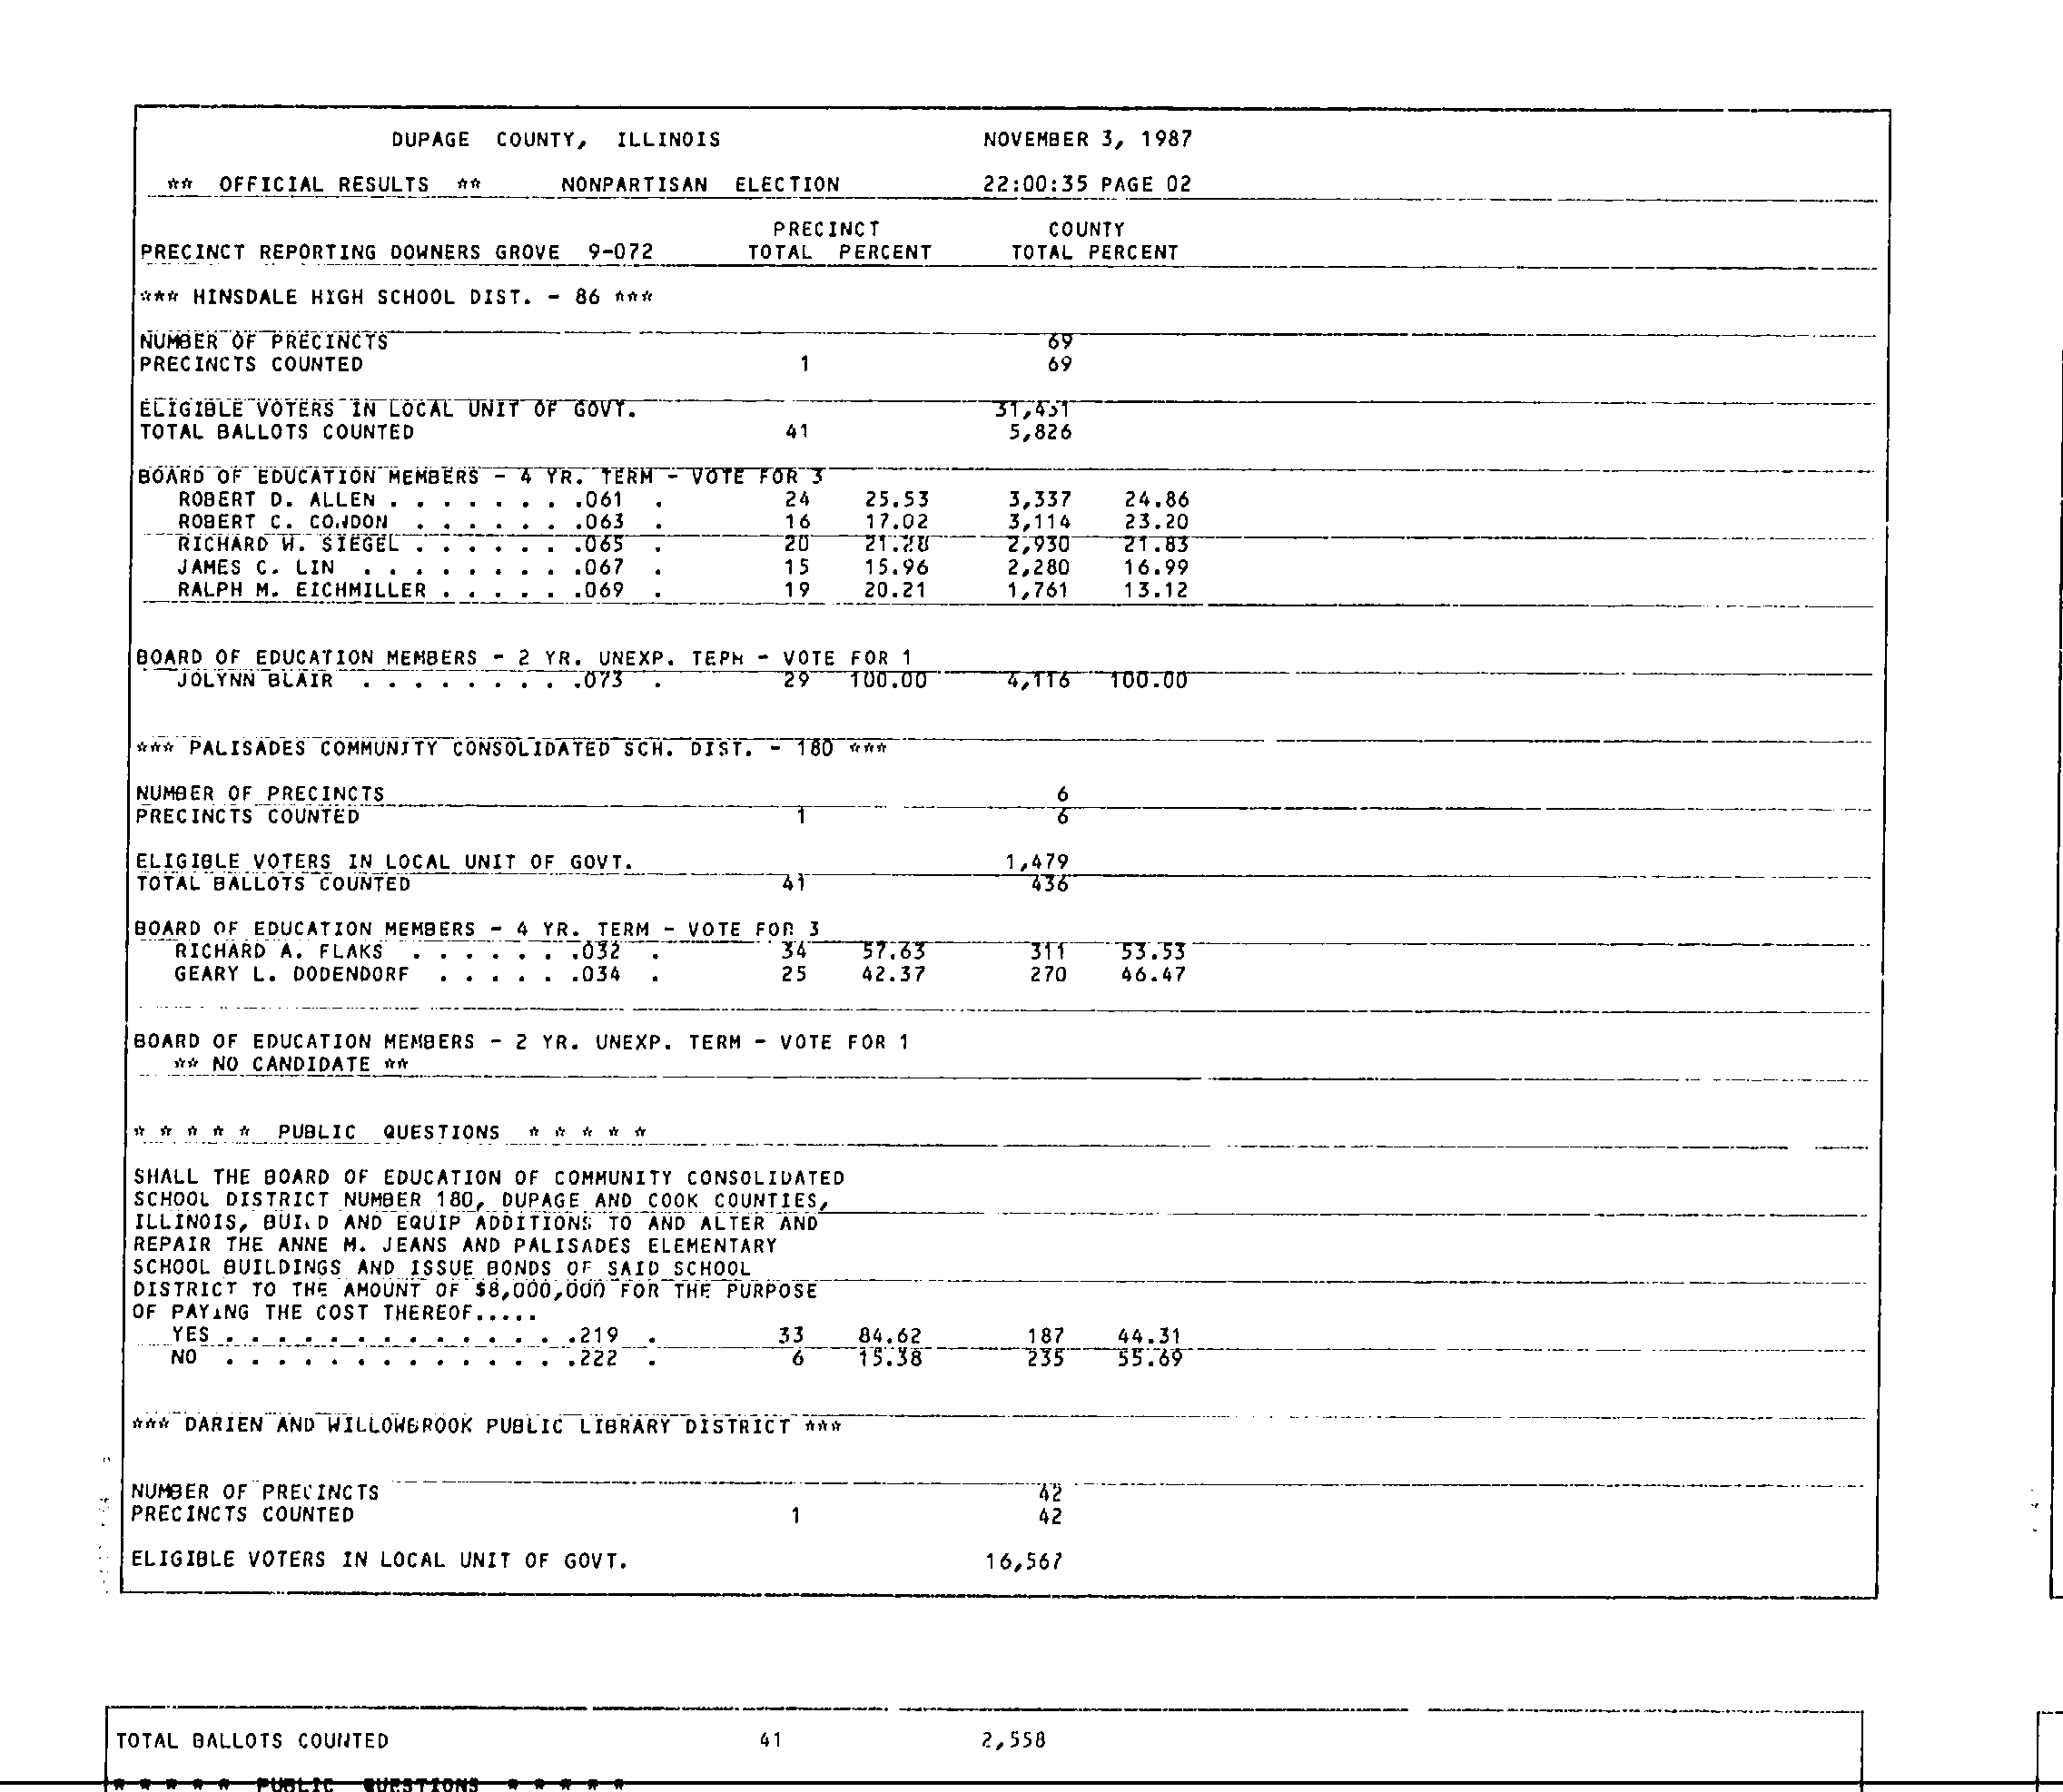 DUPAGE COUNTY, ILLINOIS NOVEMBER 3, 1987
** OFFICIAL RESULTS ** NONPARTISAN ELECTION 22:00:35 PAGE 02
PRECINCT COUNTY
PRECINCT REPORTING DOWNERS GROVE 9-072 TOTAL PERCENT TOTAL PERCENT
*** HINSDALE HIGH SCHOOL DIST. - 86 ***
NUMBER OF PRECINCTS 69
PRECINCTS COUNTED 1 69
ELIGIBLE VOTERS IN LOCAL UNIT OF GOVT.
TOTAL BALLOTS COUNTED 41 5,826
BOARD OF EDUCATION MEMBERS - 4 YR. TERM - VOTE FOR 3
ROBERT D. ALLEN . . . . . . . .061 . 24 25.53 3,337 24.86
ROBERT C. CONDON . . . . . . .063 . 16 17.02 3,114 23.20
RICHARD W. SIEGEL . . . . . . .065 . 20 21.28 2,930 21.83
JAMES C. LIN . . . . . . . . .067 . 15 15.96 2,280 16.99
RALPH M. EICHMILLER . . . . . .069 . 19 20.21 1,761 13.12
BOARD OF EDUCATION MEMBERS - 2 YR. UNEXP. TERM - VOTE FOR 1
JOLYNN BLAIR . . . . . . . . .073 . 29 100.00 4,116 100.00
*** PALISADES COMMUNITY CONSOLIDATED SCH. DIST. - 180 ***
NUMBER OF PRECINCTS 6
PRECINCTS COUNTED 1 6
ELIGIBLE VOTERS IN LOCAL UNIT OF GOVT. 1,479
TOTAL BALLOTS COUNTED 41 436
BOARD OF EDUCATION MEMBERS - 4 YR. TERM - VOTE FOR 3
RICHARD A. FLAKS . . . . . . .032 . 34 57.63 311 53.53
GEARY L. DODENDORF . . . . . .034 . 25 42.37 270 46.47
BOARD OF EDUCATION MEMBERS - 2 YR. UNEXP. TERM - VOTE FOR 1
** NO CANDIDATE **
* * * * * PUBLIC QUESTIONS * * * * *
SHALL THE BOARD OF EDUCATION OF COMMUNITY CONSOLIDATED
SCHOOL DISTRICT NUMBER 180, DUPAGE AND COOK COUNTIES,
ILLINOIS, BUILD AND EQUIP ADDITIONS TO AND ALTER AND
REPAIR THE ANNE M. JEANS AND PALISADES ELEMENTARY
SCHOOL BUILDINGS AND ISSUE BONDS OF SAID SCHOOL
DISTRICT TO THE AMOUNT OF $8,000,000 FOR THE PURPOSE
OF PAYING THE COST THEREOF.....
YES . . . . . . . . . . . . . .219 . 33 84.62 187 44.31
NO . . . . . . . . . . . . . .222 . 6 15.38 235 55.69
*** DARIEN AND WILLOWBROOK PUBLIC LIBRARY DISTRICT ***
NUMBER OF PRECINCTS 42
PRECINCTS COUNTED 1 42
ELIGIBLE VOTERS IN LOCAL UNIT OF GOVT. 16,567
TOTAL BALLOTS COUNTED 41 2,558
* * * * * PUBLIC QUESTIONS * * * * *